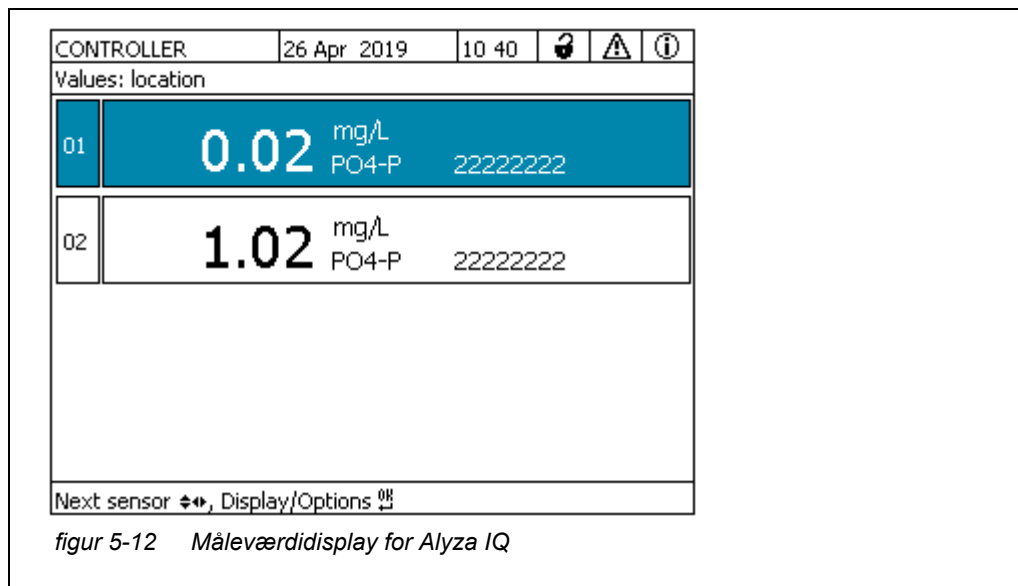 CONTROLLER 26 Apr 2019 10 40
Values: location
01 0.02 mg/L PO4-P 22222222
02 1.02 mg/L PO4-P 22222222
Next sensor, Display/Options OK
figur 5-12 Måleværdidisplay for Alyza IQ